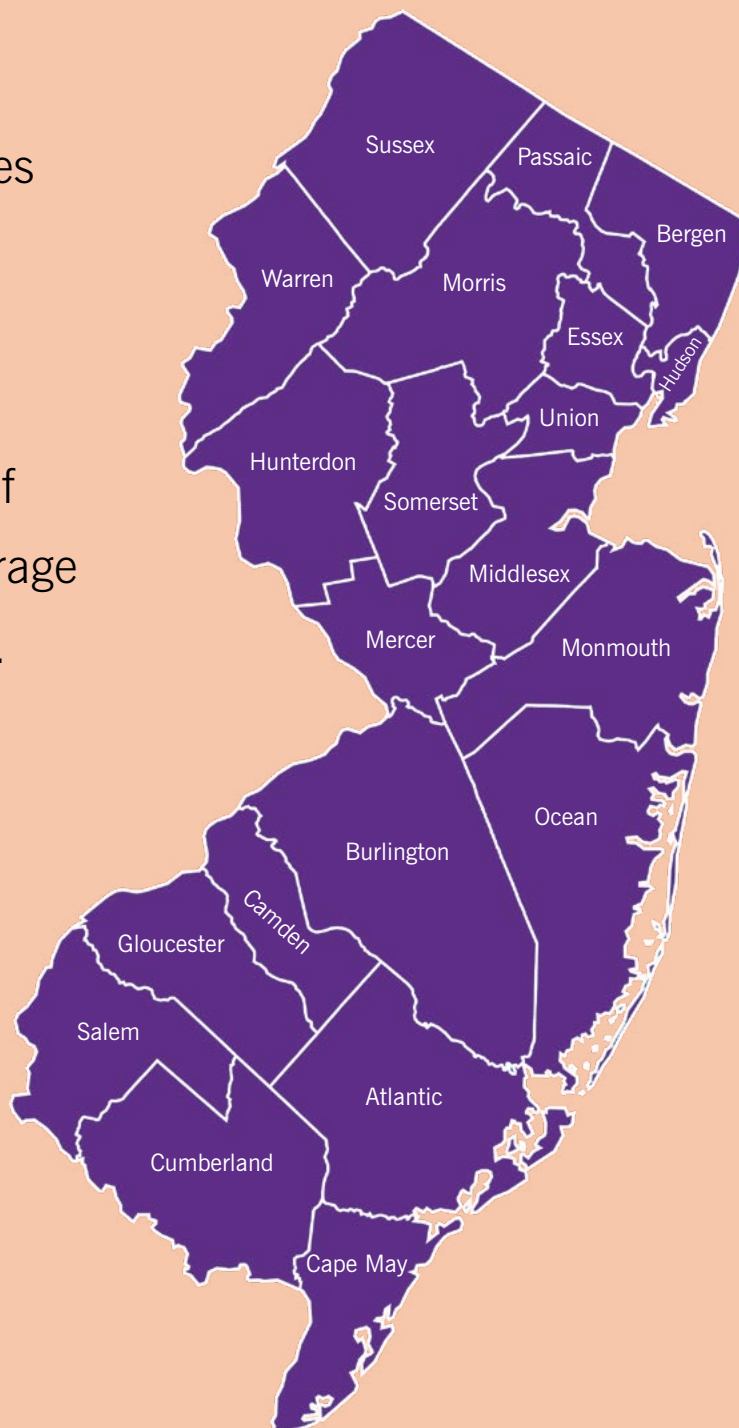 es
f
rage
.
Sussex
Passaic
Bergen
Warren
Morris
Essex
Hudson
Union
Hunterdon
Somerset
Middlesex
Mercer
Monmouth
Ocean
Burlington
Camden
Gloucester
Salem
Atlantic
Cumberland
Cape May